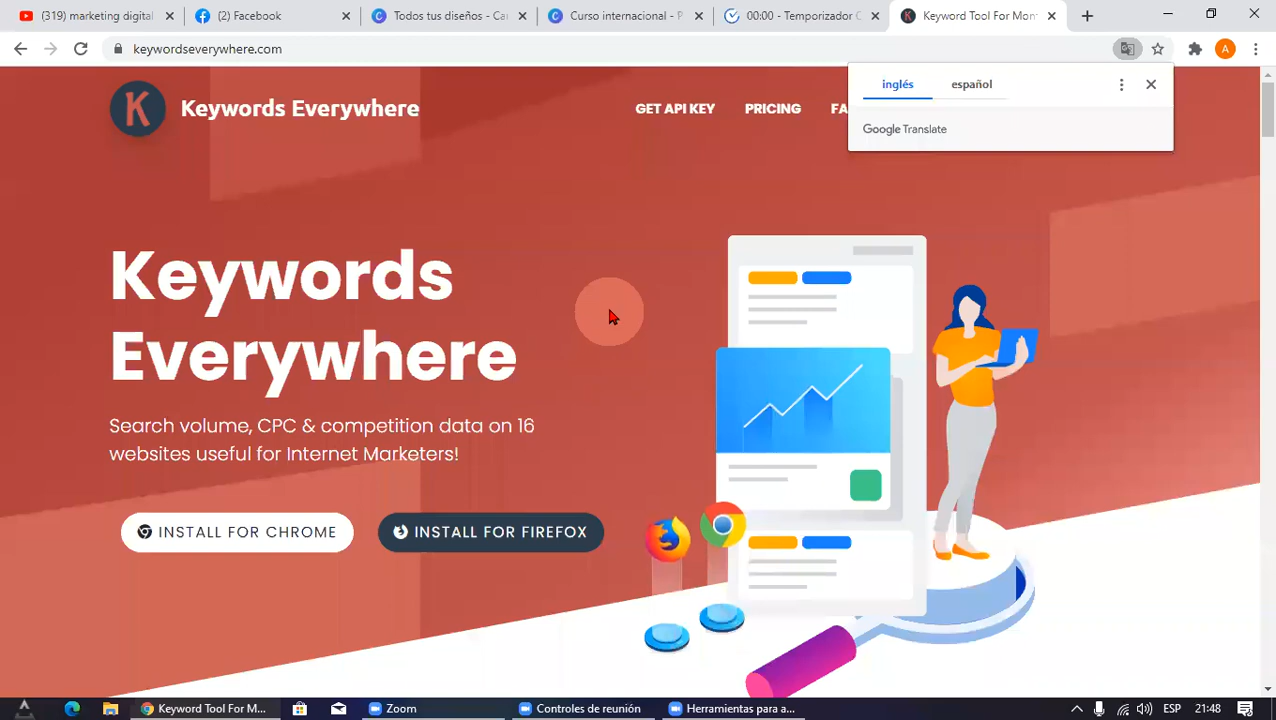 (319) marketing digital
(2) Facebook
Todos tus diseños - Ca
Curso internacional - P
00:00 - Temporizador C
Keyword Tool For Mon
keywordseverywhere.com
inglés
español
Google Translate
K
Keywords Everywhere
GET API KEY
PRICING
FA
Keywords
Everywhere
Search volume, CPC & competition data on 16
websites useful for Internet Marketers!
INSTALL FOR CHROME
INSTALL FOR FIREFOX
Keyword Tool For M...
Zoom
Controles de reunión
Herramientas para a...
ESP
21:48
A